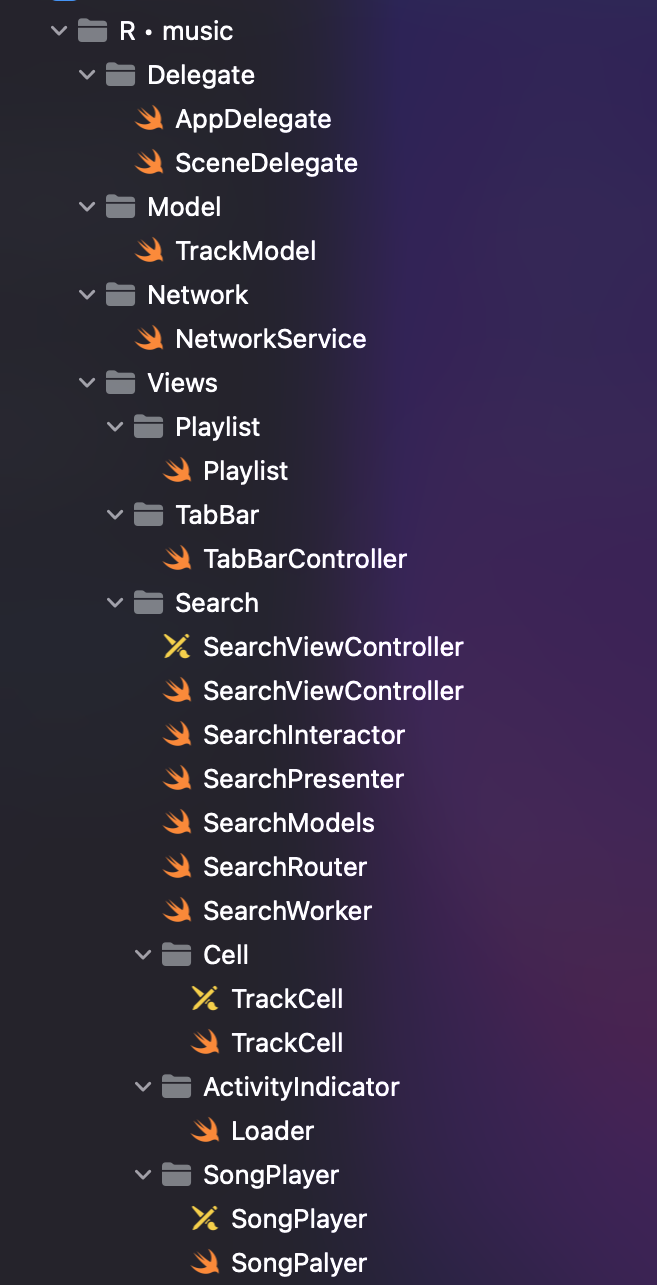 R • music
Delegate
AppDelegate
SceneDelegate
Model
TrackModel
Network
NetworkService
Views
Playlist
Playlist
TabBar
TabBarController
Search
SearchViewController
SearchViewController
SearchInteractor
SearchPresenter
SearchModels
SearchRouter
SearchWorker
Cell
TrackCell
TrackCell
ActivityIndicator
Loader
SongPlayer
SongPlayer
SongPalyer